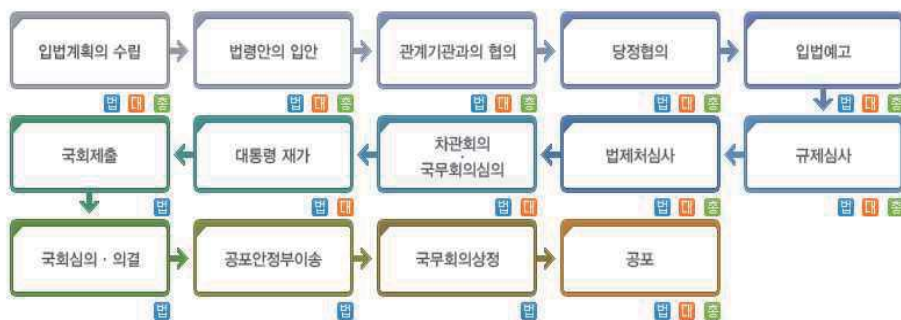 입법계획의 수립
법령안의 입안
관계기관과의 협의
당정협의
입법예고
법 대 총
법 대 총
법 대 총
법 대 총
법 대 총
국회제출
대통령 재가
차관회의
·
국무회의심의
법제처심사
규제심사
법
법 대
법 대
법 대 총
법 대 총
국회심의 · 의결
공포안정부이송
국무회의상정
공포
법
법
법
법 대 총